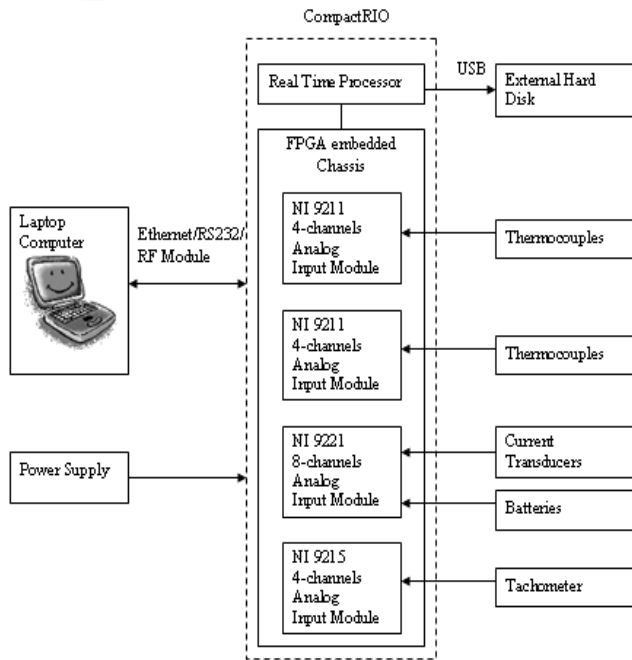 CompactRIO
Real Time Processor
USB
External Hard
Disk
FPGA embedded
Chassis
Laptop
Computer
Ethernet/RS232/
RF Module
NI 9211
4-channels
Analog
Input Module
Thermocouples
NI 9211
4-channels
Analog
Input Module
Thermocouples
Power Supply
NI 9221
8-channels
Analog
Input Module
Current
Transducers
Batteries
NI 9215
4-channels
Analog
Input Module
Tachometer